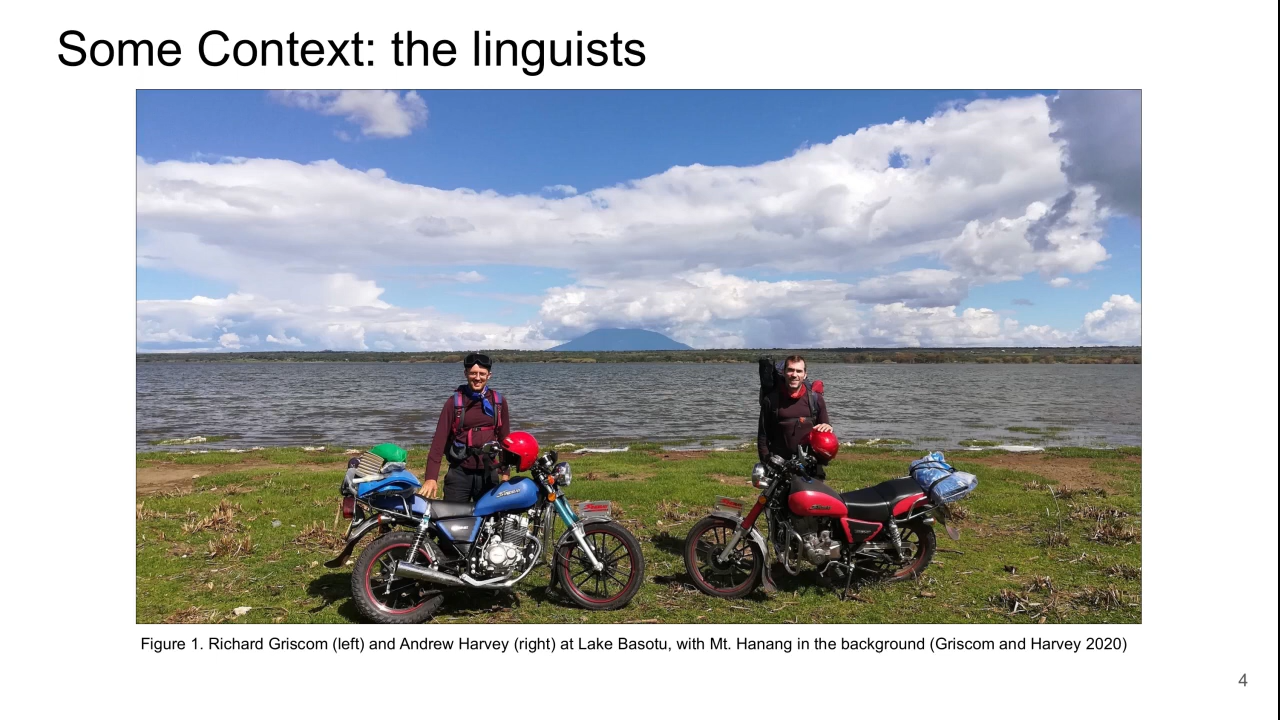 Some Context: the linguists
Figure 1. Richard Griscom (left) and Andrew Harvey (right) at Lake Basotu, with Mt. Hanang in the background (Griscom and Harvey 2020)
4